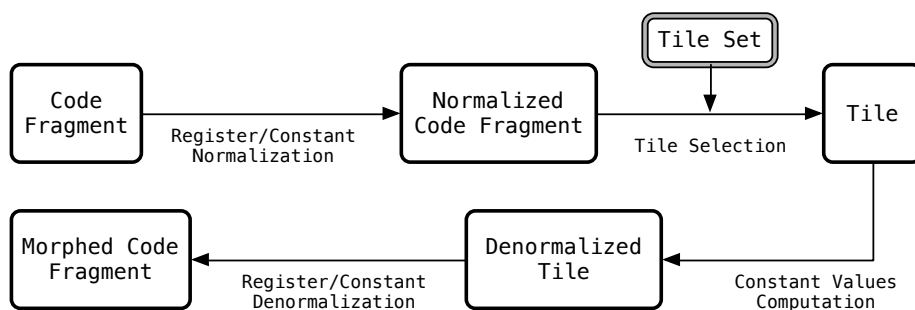 Tile Set
Code
Fragment
Register/Constant
Normalization
Normalized
Code Fragment
Tile Selection
Tile
Constant Values
Computation
Denormalized
Tile
Register/Constant
Denormalization
Morphed Code
Fragment